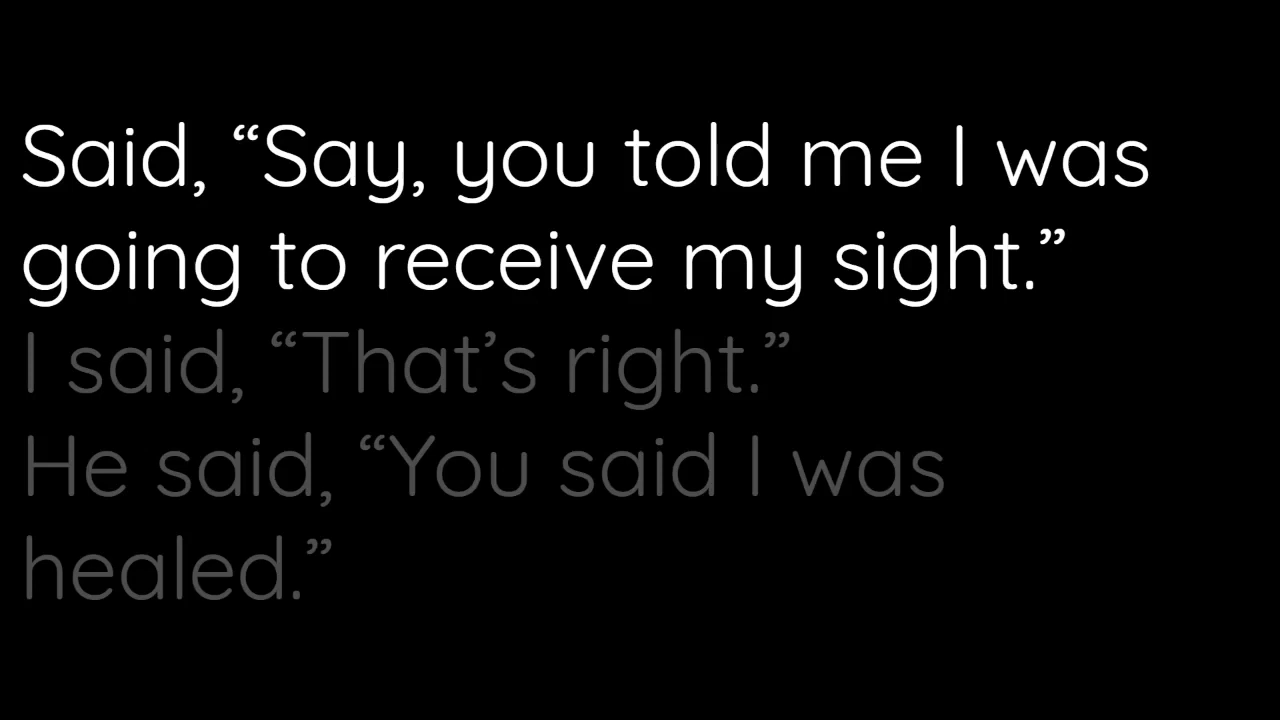 Said, “Say, you told me I was
going to receive my sight.”
I said, “That’s right.”
He said, “You said I was
healed.”